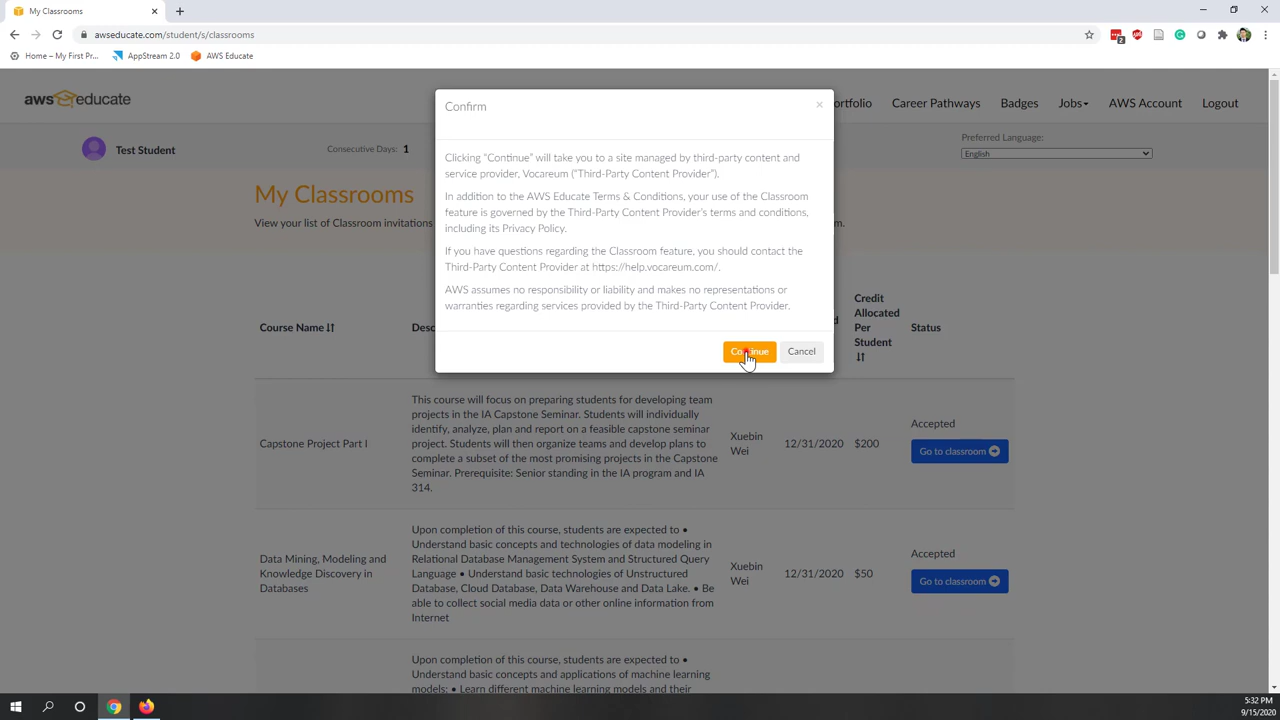 My Classrooms
awseducate.com/student/s/classrooms
2
Home – My First Pr...
AppStream 2.0
AWS Educate
aws educate
Career Pathways
Badges
Jobs
AWS Account
Logout
Test Student
Consecutive Days: 1
Preferred Language:
English
My Classrooms
View your list of Classroom invitations
Confirm
×
Clicking "Continue" will take you to a site managed by third-party content and
service provider, Vocareum ("Third-Party Content Provider").
In addition to the AWS Educate Terms & Conditions, your use of the Classroom
feature is governed by the Third-Party Content Provider's terms and conditions,
including its Privacy Policy.
If you have questions regarding the Classroom feature, you should contact the
Third-Party Content Provider at https://help.vocareum.com/.
AWS assumes no responsibility or liability and makes no representations or
warranties regarding services provided by the Third-Party Content Provider.
Continue
Cancel
Course Name
Credit
Allocated
Per
Student
Status
Capstone Project Part I
This course will focus on preparing students for developing team
projects in the IA Capstone Seminar. Students will individually
identify, analyze, plan and report on a feasible capstone seminar
project. Students will then organize teams and develop plans to
complete a subset of the most promising projects in the Capstone
Seminar. Prerequisite: Senior standing in the IA program and IA
314.
Xuebin
Wei
12/31/2020
$200
Accepted
Go to classroom
Data Mining, Modeling and
Knowledge Discovery in
Databases
Upon completion of this course, students are expected to •
Understand basic concepts and technologies of data modeling in
Relational Database Management System and Structured Query
Language • Understand basic technologies of Unstructured
Database, Cloud Database, Data Warehouse and Data Lake. • Be
able to collect social media data or other online information from
Internet
Xuebin
Wei
12/31/2020
$50
Accepted
Go to classroom
Upon completion of this course, students are expected to •
Understand basic concepts and applications of machine learning
models: • Learn different machine learning models and their
5:32 PM
9/15/2020